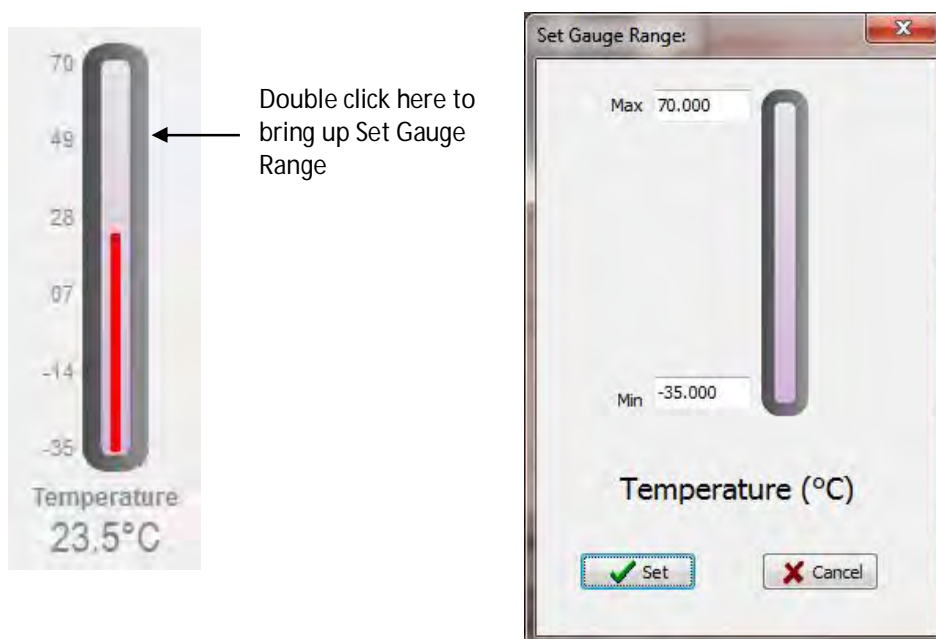 70
49
28
07
-14
-35
Temperature
23.5°C
Double click here to
bring up Set Gauge
Range
Set Gauge Range:
Max 70.000
Min -35.000
Temperature (°C)
Set
Cancel